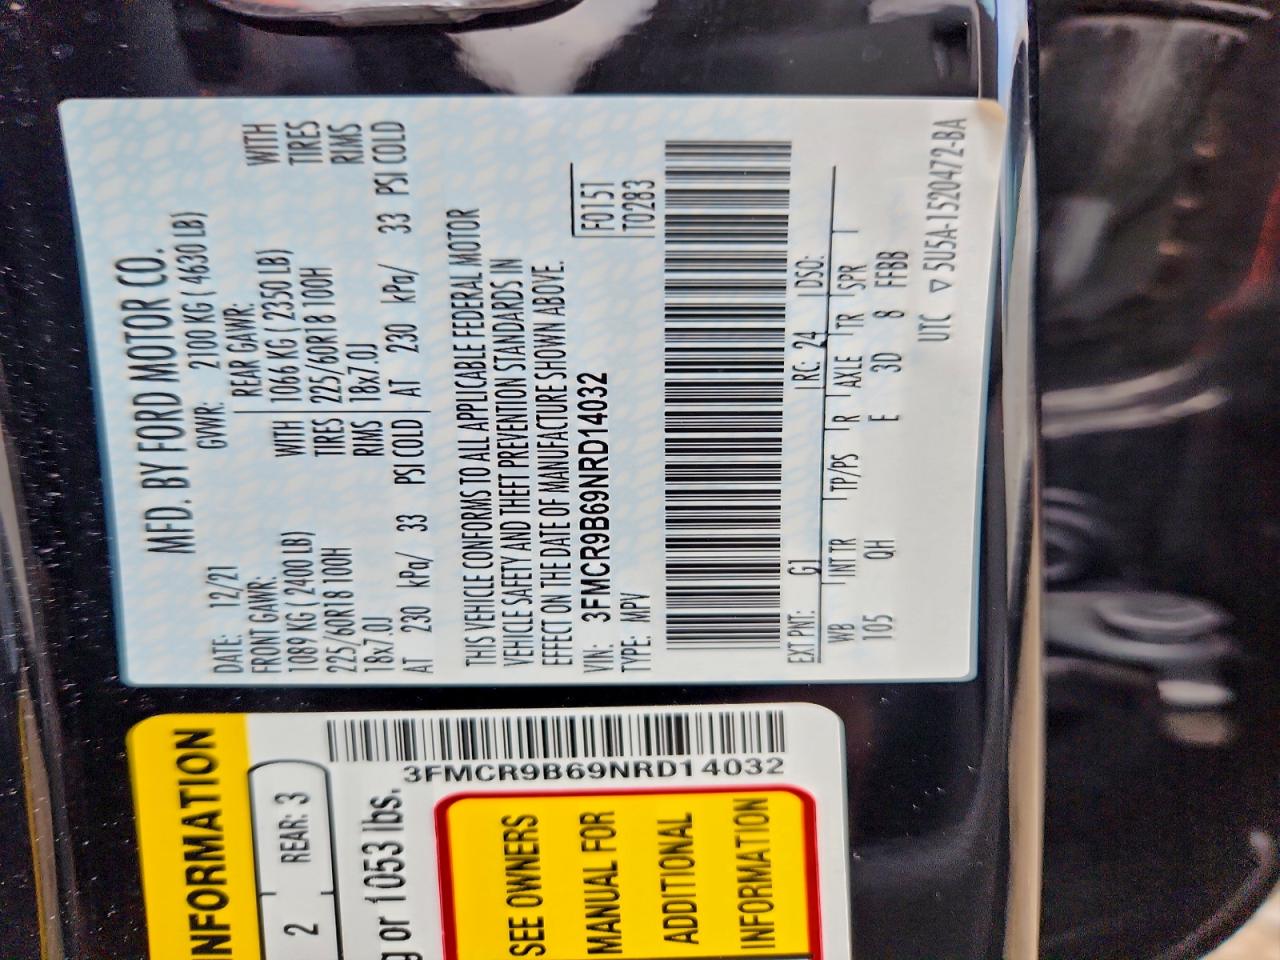 MFD. BY FORD MOTOR CO.
DATE: 12/21 GVWR: 2100 KG ( 4630 LB)
FRONT GAWR: REAR GAWR:
1089 KG ( 2400 LB) WITH 1066 KG ( 2350 LB) WITH
225/60R18 100H TIRES 225/60R18 100H TIRES
18x7.0J RIMS 18x7.0J RIMS
AT 230 kPa/ 33 PSI COLD AT 230 kPa/ 33 PSI COLD
THIS VEHICLE CONFORMS TO ALL APPLICABLE FEDERAL MOTOR
VEHICLE SAFETY AND THEFT PREVENTION STANDARDS IN
EFFECT ON THE DATE OF MANUFACTURE SHOWN ABOVE.
VIN: 3FMCR9B69NRD14032 F0151
TYPE: MPV T0283
EXT PNT: G1 RC: 24 DSO:
WB INT TR TP/PS R AXLE TR SPR
105 QH E 3D 8 FFBB
UTC ▽ 5U5A-1520472-BA
INFORMATION
2 REAR: 3
or 1053 lbs.
3FMCR9B69NRD14032
SEE OWNERS
MANUAL FOR
ADDITIONAL
INFORMATION